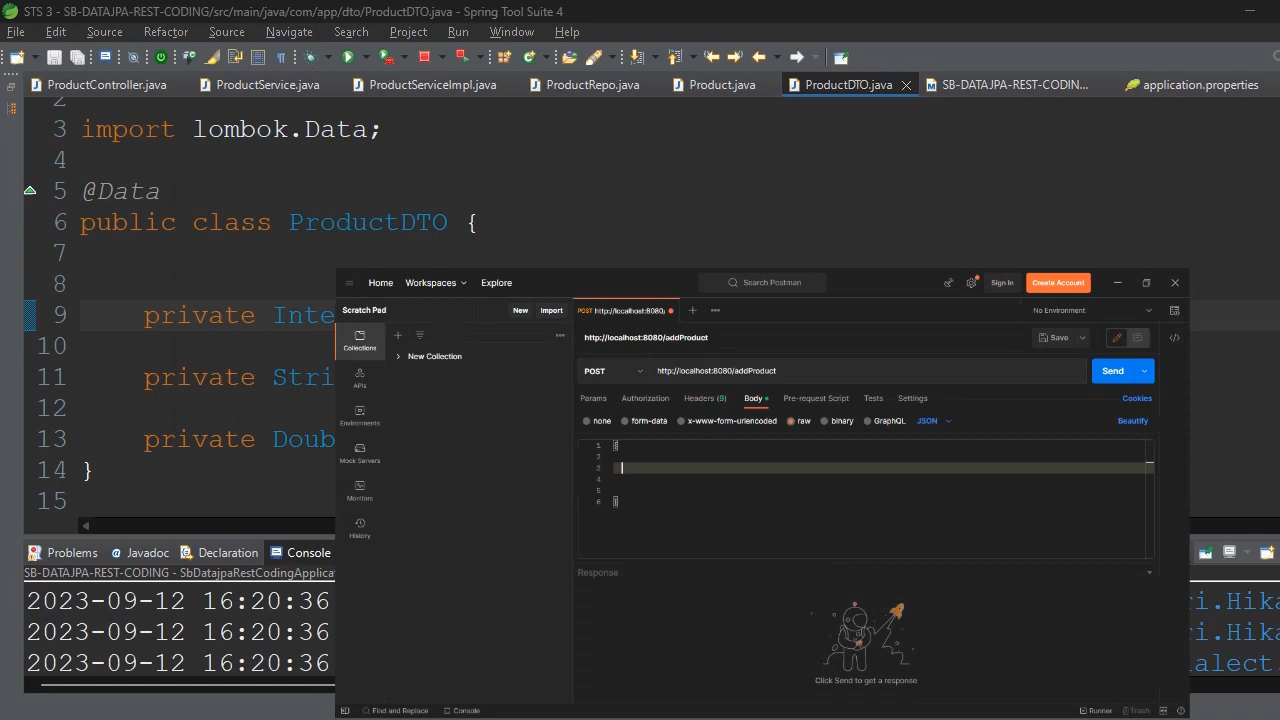 STS 3 - SB-DATAJPA-REST-CODING/src/main/java/com/app/dto/ProductDTO.java - Spring Tool Suite 4
File Edit Source Refactor Source Navigate Search Project Run Window Help
ProductController.java ProductService.java ProductServiceImpl.java ProductRepo.java Product.java ProductDTO.java SB-DATAJPA-REST-CODIN... application.properties
2
3 import lombok.Data;
4
5 @Data
6 public class ProductDTO {
7
8
9 private Inte
10
11 private Stri
12
13 private Doub
14 }
15
Problems Javadoc Declaration Console
SB-DATAJPA-REST-CODING - SbDatajpaRestCodingApplicat
2023-09-12 16:20:36 ri.Hika
2023-09-12 16:20:36 ri.Hika
2023-09-12 16:20:36 ialect
Home Workspaces Explore Search Postman Sign In Create Account
Scratch Pad New Import POST http://localhost:8080/ No Environment
Collections
New Collection
APIs
Environments
Mock Servers
Monitors
History
http://localhost:8080/addProduct Save
POST http://localhost:8080/addProduct Send
Params Authorization Headers (9) Body Pre-request Script Tests Settings Cookies
none form-data x-www-form-urlencoded raw binary GraphQL JSON Beautify
1 {
2
3
4
5
6 }
Response
Click Send to get a response
Find and Replace Console Runner Trash